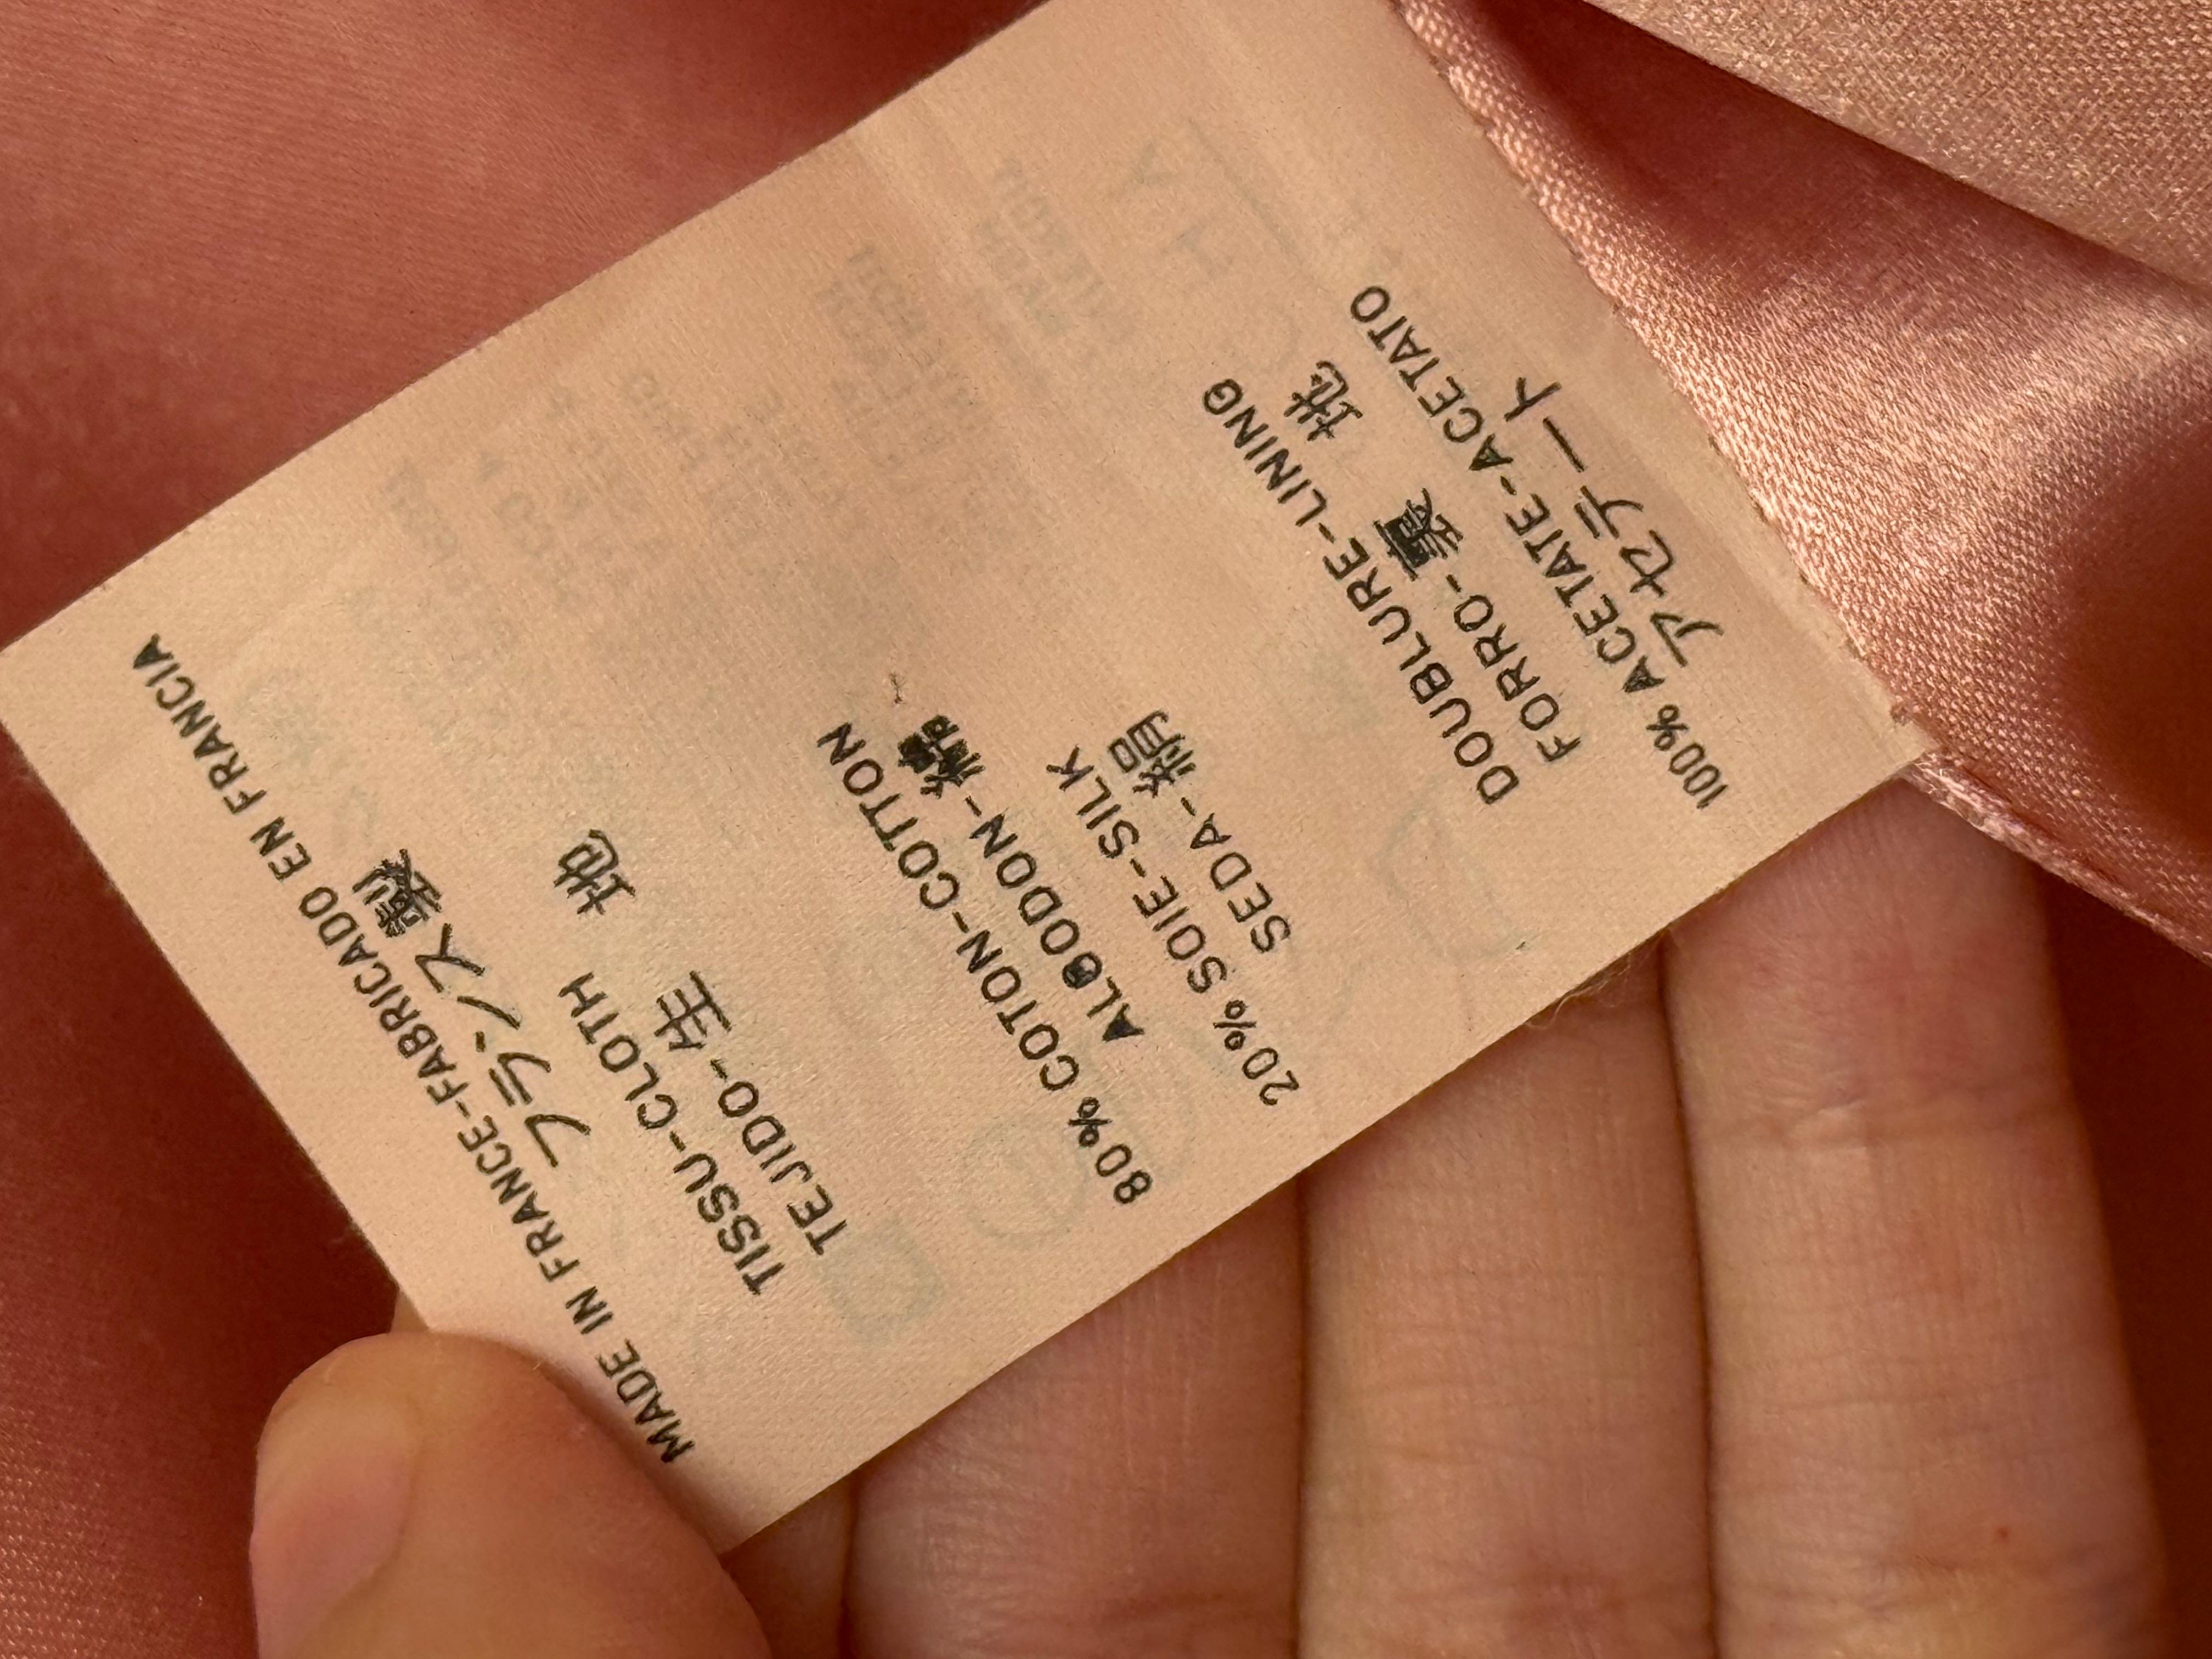 MADE IN FRANCE-FABRICADO EN FRANCIA
フランス製
TISSU-CLOTH
TEJIDO-生 地
80% COTON-COTTON
ALGODON-綿
20% SOIE-SILK
SEDA-絹
DOUBLURE-LINING
FORRO-裏 地
100% ACETATE-ACETATO
アセテート